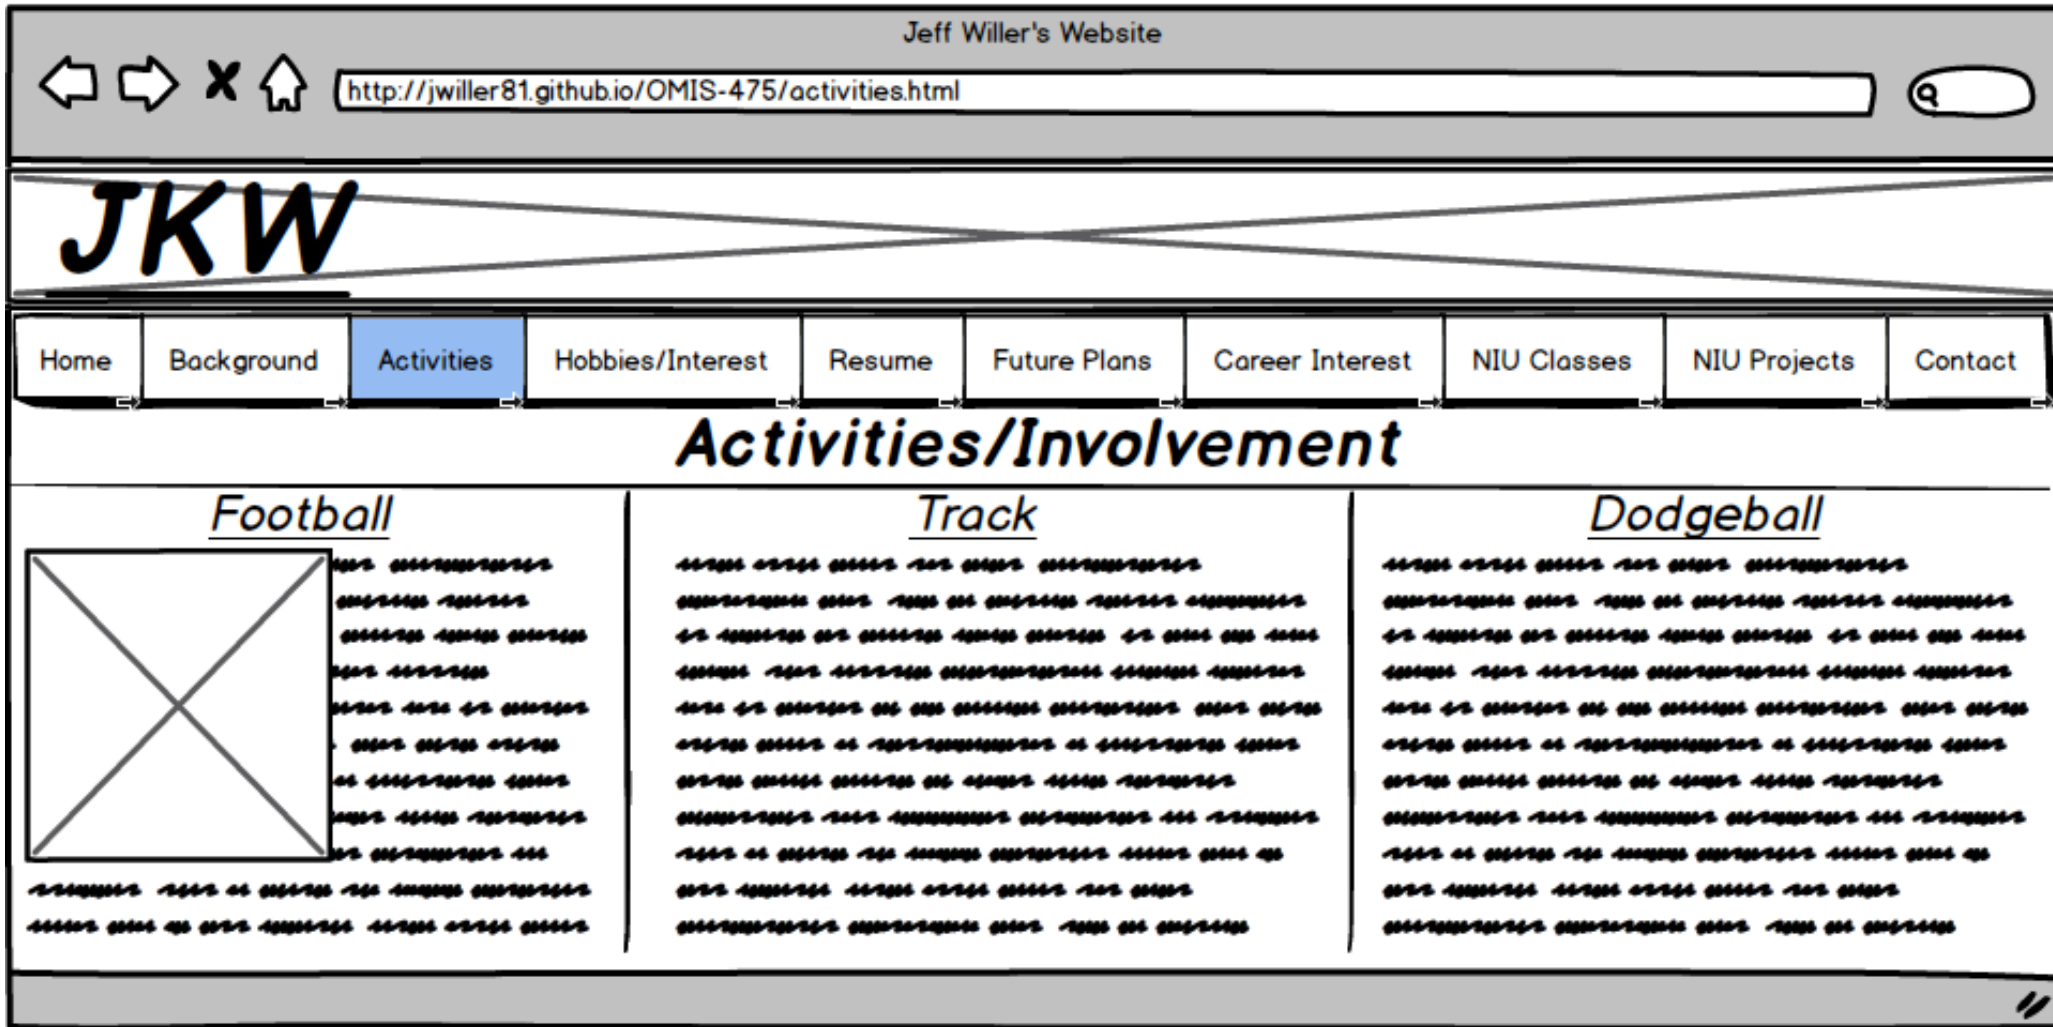 Jeff Willer's Website
http://jwiller81.github.io/OMIS-475/activities.html
JKW
Home Background Activities Hobbies/Interest Resume Future Plans Career Interest NIU Classes NIU Projects Contact
Activities/Involvement
Football Track Dodgeball